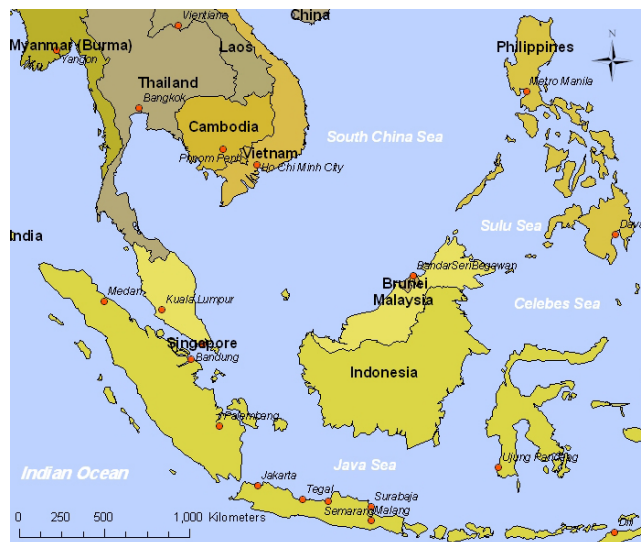 Vientiane
China
Myanmar (Burma)
Laos
Philippines
N
Yangon
Thailand
Metro Manila
Bangkok
Cambodia
South China Sea
Phnom Penh
Vietnam
Ho Chi Minh City
Sulu Sea
Dava
India
BandarSeriBegawan
Brunei
Medan
Malaysia
Kuala Lumpur
Celebes Sea
Singapore
Bandung
Indonesia
Palembang
Ujung Pandang
Java Sea
Indian Ocean
Jakarta
Tegal
Surabaja
Semarang
Malang
0 250 500 1,000 Kilometers
Dili